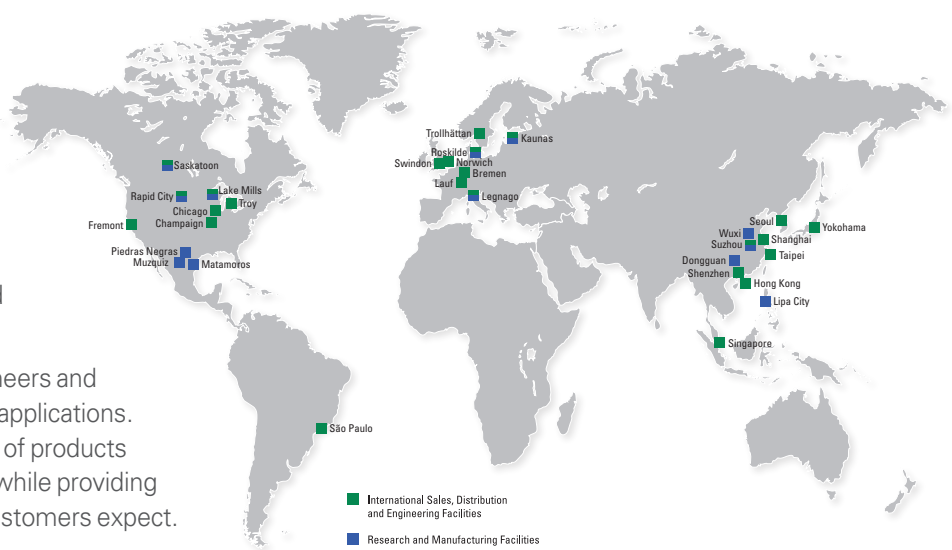 Trollhättan
Kaunas
Roskilde
Swindon
Norwich
Bremen
Lauf
Legnago
Saskatoon
Rapid City
Lake Mills
Troy
Chicago
Fremont
Champaign
Piedras Negras
Muzquiz
Matamoros
Seoul
Yokohama
Wuxi
Shanghai
Suzhou
Taipei
Dongguan
Shenzhen
Hong Kong
Lipa City
Singapore
São Paulo
neers and
applications.
of products
while providing
ustomers expect.
International Sales, Distribution
and Engineering Facilities
Research and Manufacturing Facilities